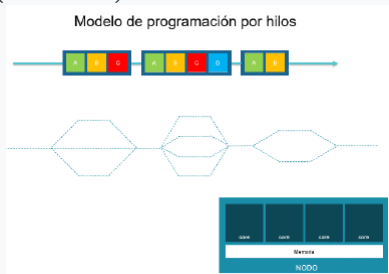 Modelo de programación por hilos
A B C A B C D A B
core core core core
Memoria
NODO